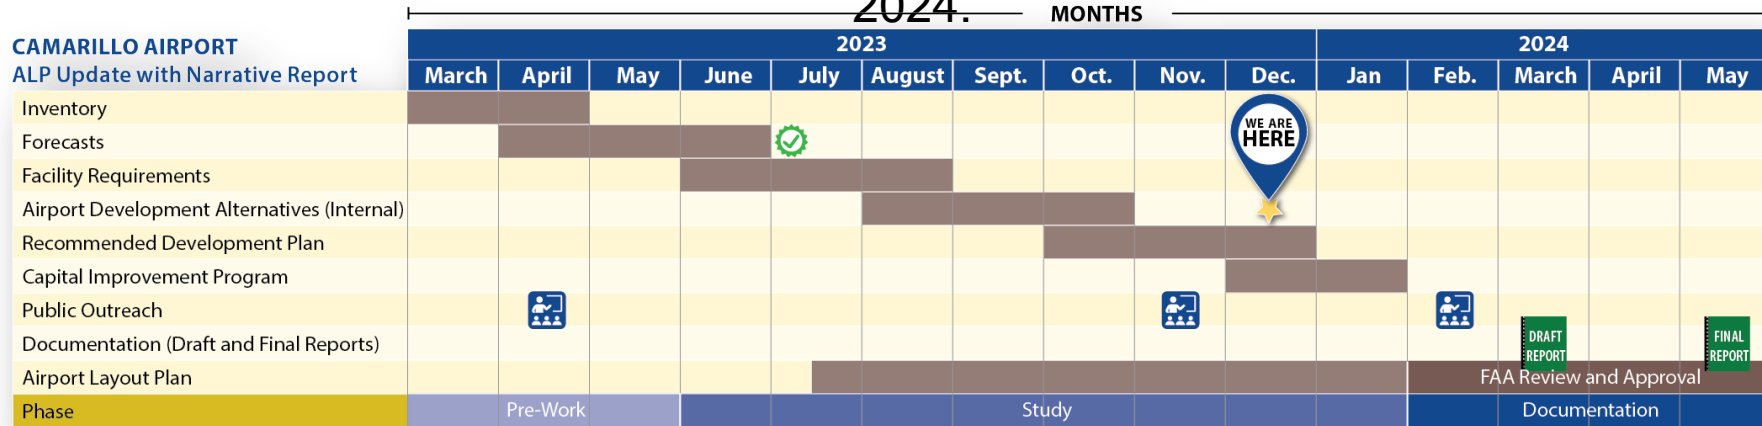 2024.
MONTHS
CAMARILLO AIRPORT
ALP Update with Narrative Report
2023
2024
March April May June July August Sept. Oct. Nov. Dec. Jan Feb. March April May
Inventory
Forecasts
WE ARE
HERE
Facility Requirements
Airport Development Alternatives (Internal)
Recommended Development Plan
Capital Improvement Program
Public Outreach
Documentation (Draft and Final Reports)
DRAFT
REPORT
FINAL
REPORT
Airport Layout Plan
FAA Review and Approval
Phase
Pre-Work
Study
Documentation